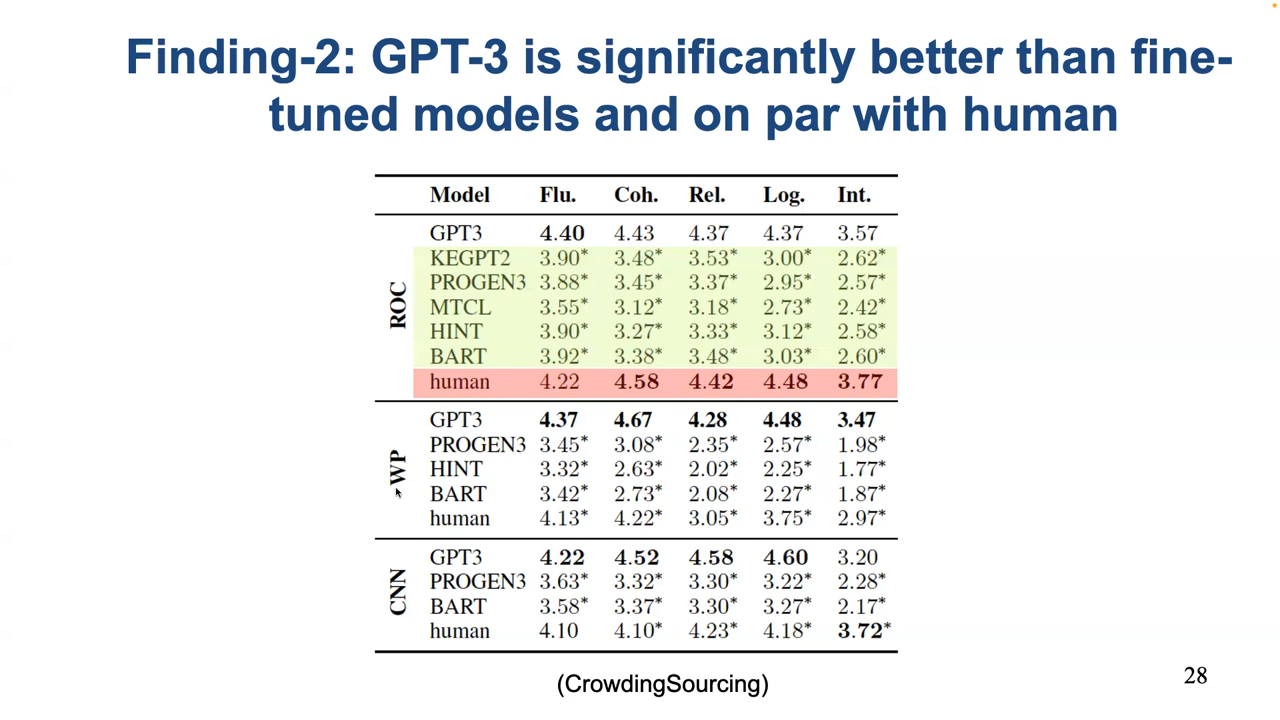 Finding-2: GPT-3 is significantly better than fine-
tuned models and on par with human
Model Flu. Coh. Rel. Log. Int.
ROC
GPT3 4.40 4.43 4.37 4.37 3.57
KEGPT2 3.90* 3.48* 3.53* 3.00* 2.62*
PROGEN3 3.88* 3.45* 3.37* 2.95* 2.57*
MTCL 3.55* 3.12* 3.18* 2.73* 2.42*
HINT 3.90* 3.27* 3.33* 3.12* 2.58*
BART 3.92* 3.38* 3.48* 3.03* 2.60*
human 4.22 4.58 4.42 4.48 3.77
WP
GPT3 4.37 4.67 4.28 4.48 3.47
PROGEN3 3.45* 3.08* 2.35* 2.57* 1.98*
HINT 3.32* 2.63* 2.02* 2.25* 1.77*
BART 3.42* 2.73* 2.08* 2.27* 1.87*
human 4.13* 4.22* 3.05* 3.75* 2.97*
CNN
GPT3 4.22 4.52 4.58 4.60 3.20
PROGEN3 3.63* 3.32* 3.30* 3.22* 2.28*
BART 3.58* 3.37* 3.30* 3.27* 2.17*
human 4.10 4.10* 4.23* 4.18* 3.72*
(CrowdingSourcing)
28